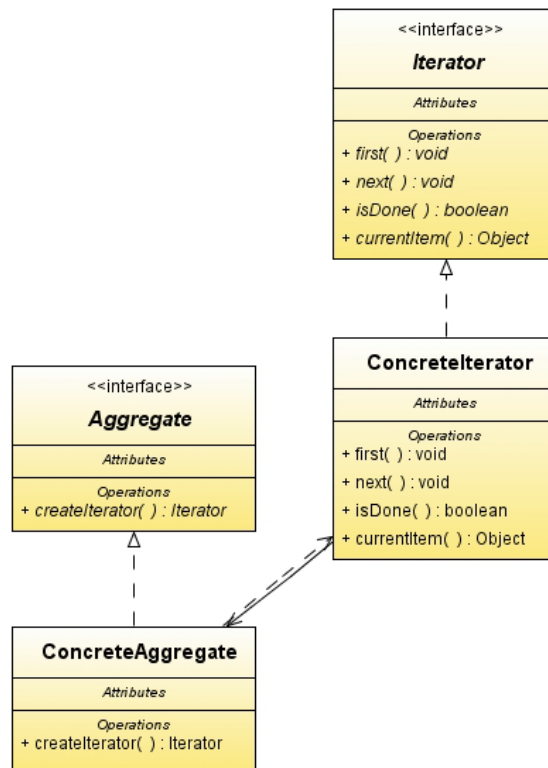 <<interface>>
Iterator
Attributes
Operations
+ first( ) : void
+ next( ) : void
+ isDone( ) : boolean
+ currentItem( ) : Object
ConcreteIterator
Attributes
Operations
+ first( ) : void
+ next( ) : void
+ isDone( ) : boolean
+ currentItem( ) : Object
<<interface>>
Aggregate
Attributes
Operations
+ createIterator( ) : Iterator
ConcreteAggregate
Attributes
Operations
+ createIterator( ) : Iterator